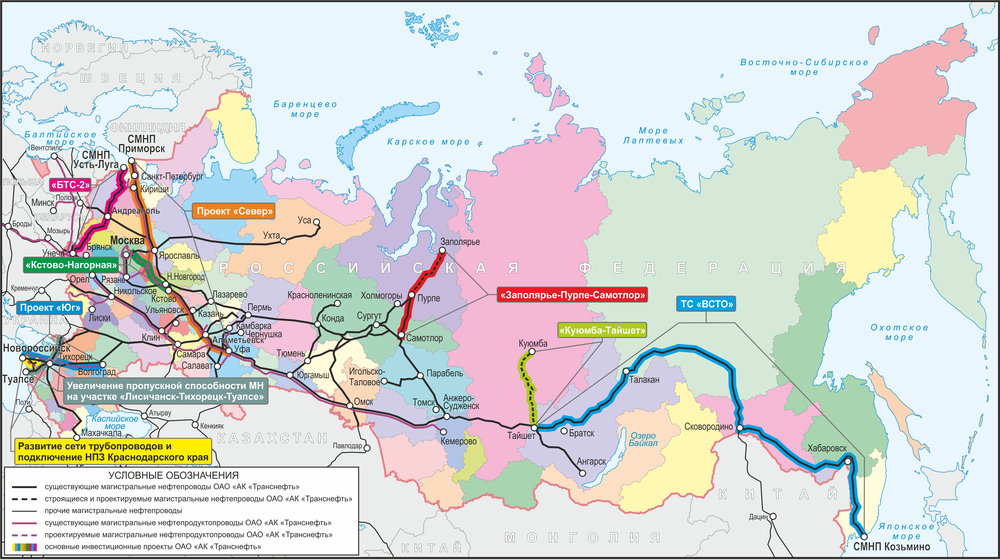 НОРВЕГИЯ
ШВЕЦИЯ
ФИНЛЯНДИЯ
Балтийское
море
Баренцево
море
Карское море
Море
Лаптевых
Восточно-Сибирское
море
Охотское
море
Японское
море
Каспийское
море
Озеро
Байкал
РОССИЙСКАЯ ФЕДЕРАЦИЯ
КАЗАХСТАН
МОНГОЛИЯ
КИТАЙ
КИТАЙ
Вентспилс
СМНП
Усть-Луга
СМНП
Приморск
Санкт-Петербург
Кириши
«БТС-2»
Минск
Андреаполь
Броды
Мозырь
Унеча
Брянск
Москва
Проект «Север»
Уса
Ухта
Ярославль
«Кстово-Нагорная»
Н.Новгород
Орел
Рязань
Кременчуг
Никольское
Кстово
Проект «Юг»
Лиски
Ульяновск
Лазарево
Казань
Пермь
Камбарка
Чернушка
Клин
Альметьевск
Самара
Уфа
Салават
Новороссийск
Тихорецк
Волгоград
Туапсе
Увеличение пропускной способности МН
на участке «Лисичанск-Тихорецк-Туапсе»
Поти
Махачкала
Атырау
Кенкияк
Павлодар
Развитие сети трубопроводов и
подключение НПЗ Краснодарского края
Красноленинская
Конда
Холмогоры
Сургут
Заполярье
Пурпе
Самотлор
«Заполярье-Пурпе-Самотлор»
Тюмень
Юргамыш
Игольско-
Таловое
Парабель
Омск
Томск
Анжеро-
Судженск
Кемерово
«Куюмба-Тайшет»
Куюмба
ТС «ВСТО»
Тайшет
Братск
Ангарск
Талакан
Сковородино
Хабаровск
Дацин
СМНП Козьмино
УСЛОВНЫЕ ОБОЗНАЧЕНИЯ
существующие магистральные нефтепроводы ОАО «АК «Транснефть»
строящиеся и проектируемые магистральные нефтепроводы ОАО «АК «Транснефть»
прочие магистральные нефтепроводы
существующие магистральные нефтепродуктопроводы ОАО «АК «Транснефть»
проектируемые магистральные нефтепродуктопроводы ОАО «АК «Транснефть»
основные инвестиционные проекты ОАО «АК «Транснефть»